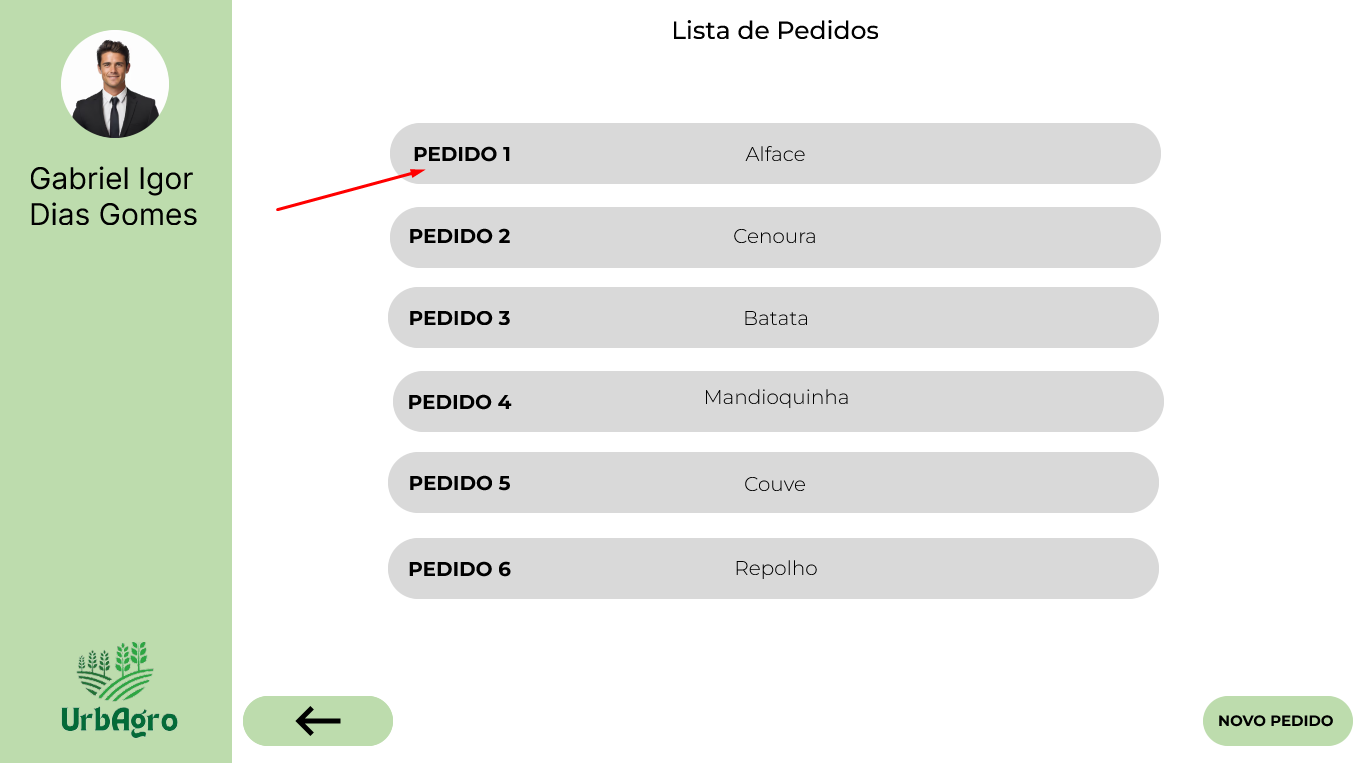 Lista de Pedidos
Gabriel Igor
Dias Gomes
PEDIDO 1 Alface
PEDIDO 2 Cenoura
PEDIDO 3 Batata
PEDIDO 4 Mandioquinha
PEDIDO 5 Couve
PEDIDO 6 Repolho
UrbAgro
NOVO PEDIDO